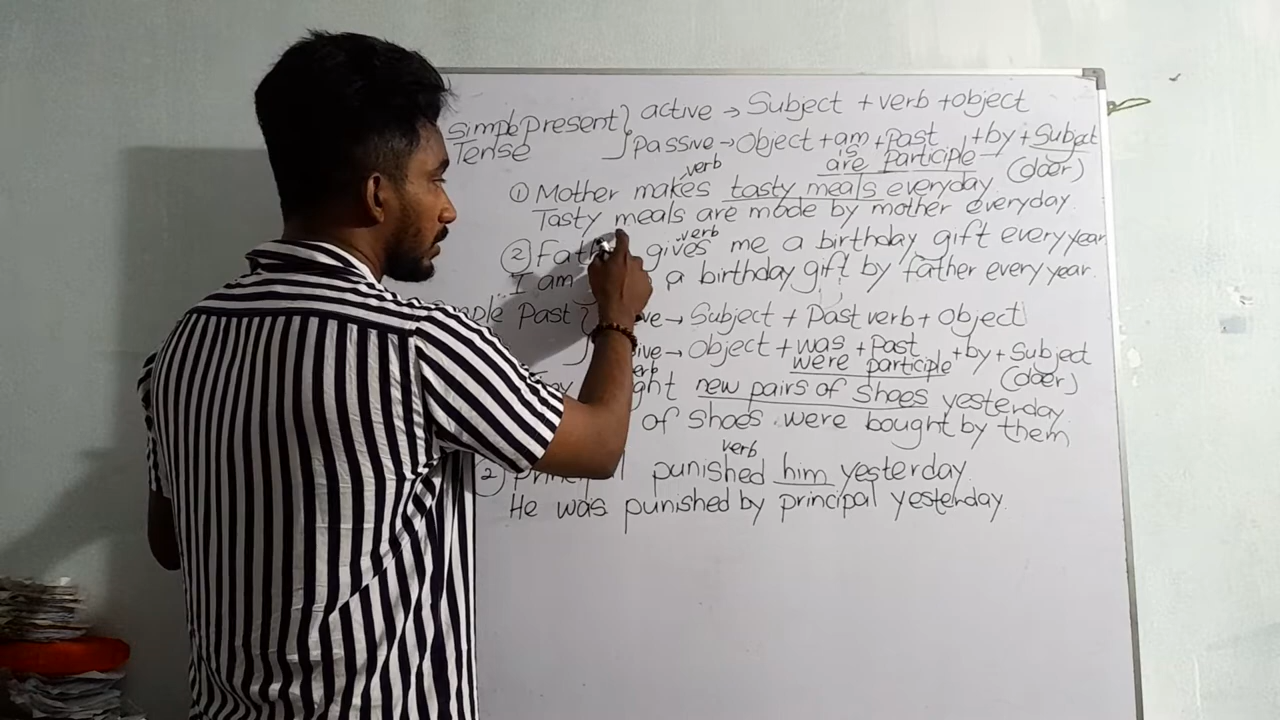 Simple present } active → Subject + verb + object
Tense } Passive → Object + am + Past + by + Subject
is
are participle (doer)
verb
① Mother makes tasty meals everyday.
Tasty meals are made by mother everyday.
verb
② gives me a birthday gift every year
I am a birthday gift by father every year.
Past } → Subject + Past verb + Object
→ Object + was + Past + by + Subject
were participle (doer)
new pairs of shoes yesterday
of shoes were bought by them
verb
2 punished him yesterday.
He was punished by principal yesterday.